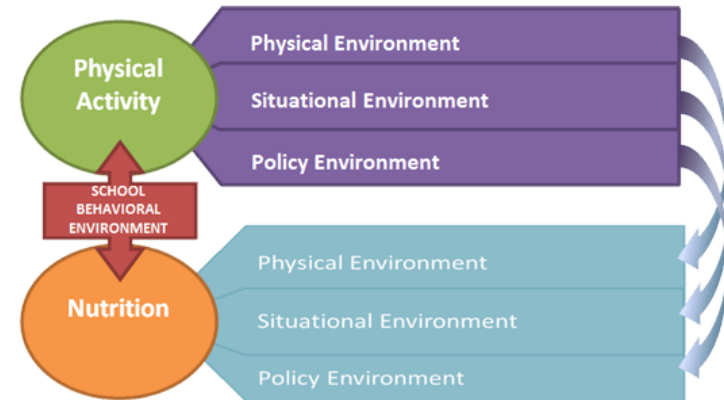 Physical
Activity
Physical Environment
Situational Environment
Policy Environment
SCHOOL
BEHAVIORAL
ENVIRONMENT
Nutrition
Physical Environment
Situational Environment
Policy Environment